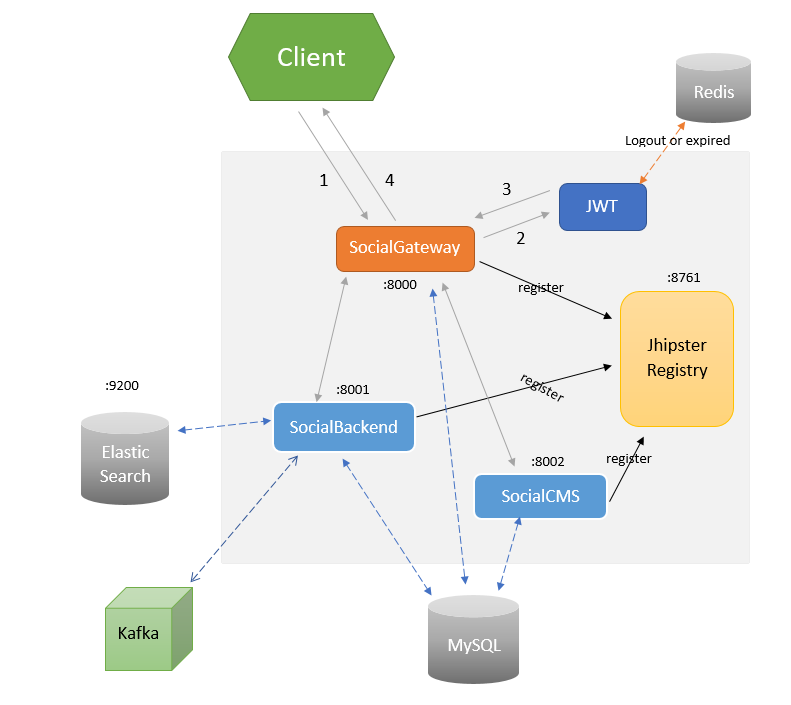 Client
Redis
Logout or expired
1
4
3
JWT
2
SocialGateway
:8000
register
:8761
Jhipster
Registry
:9200
:8001
register
SocialBackend
Elastic
Search
:8002
register
SocialCMS
Kafka
MySQL